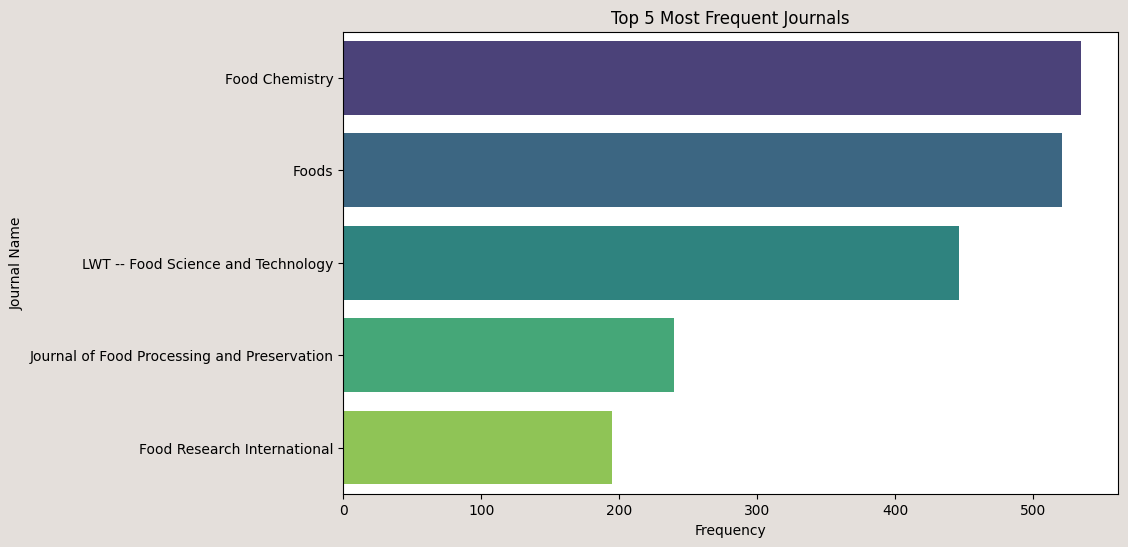 Top 5 Most Frequent Journals
Journal Name
Food Chemistry
Foods
LWT -- Food Science and Technology
Journal of Food Processing and Preservation
Food Research International
0 100 200 300 400 500
Frequency